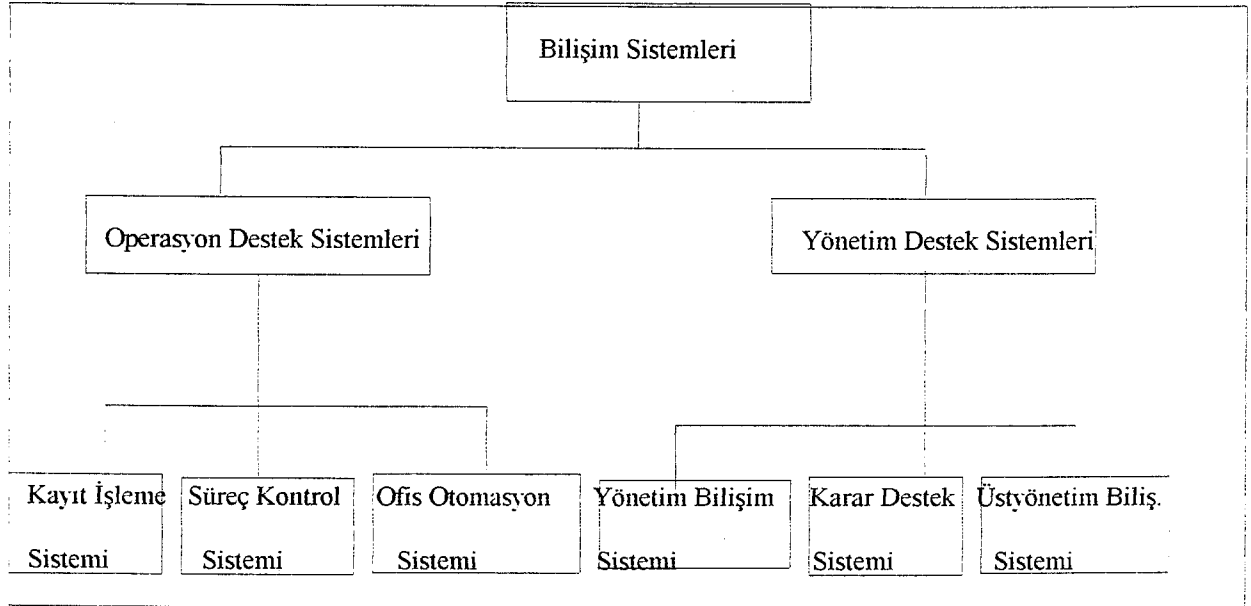 Bilişim Sistemleri
Operasyon Destek Sistemleri
Yönetim Destek Sistemleri
Kayıt İşleme
Sistemi
Süreç Kontrol
Sistemi
Ofis Otomasyon
Sistemi
Yönetim Bilişim
Sistemi
Karar Destek
Sistemi
Üstyönetim Biliş.
Sistemi